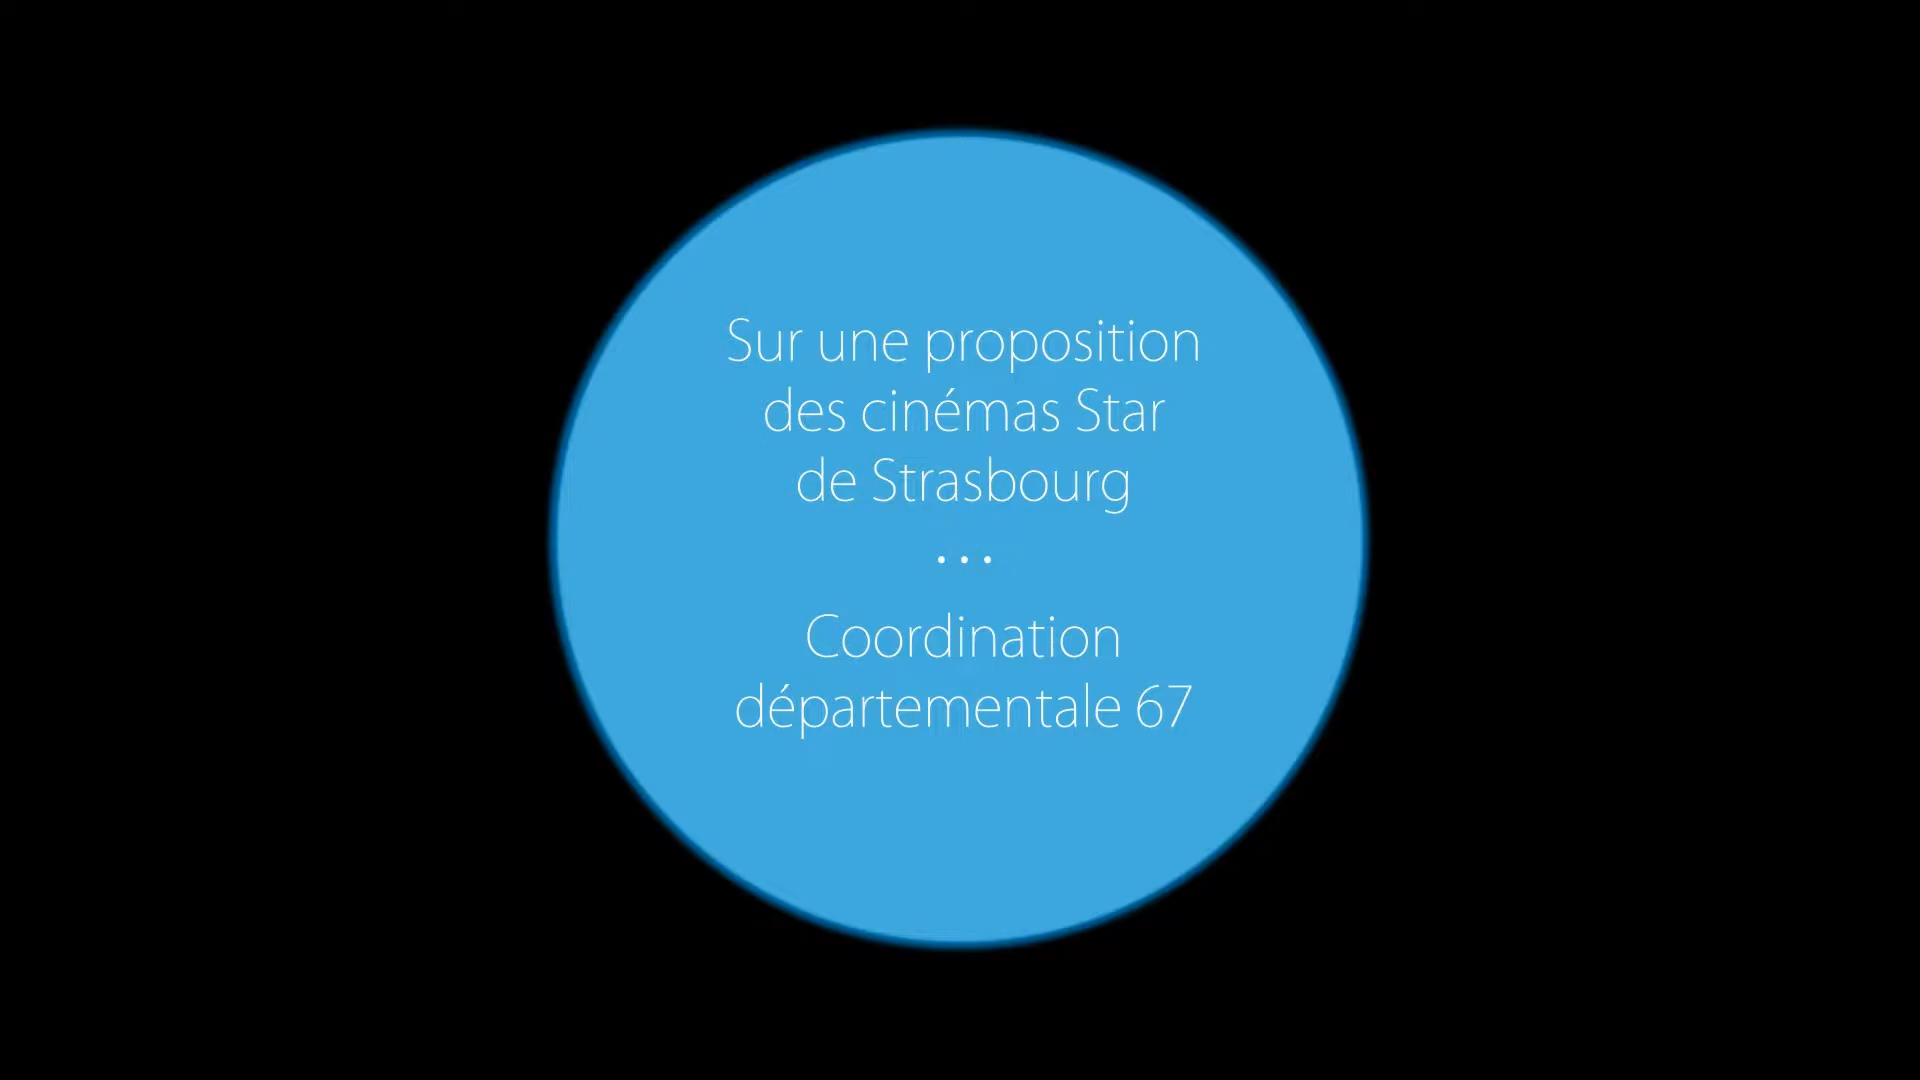 Sur une proposition
des cinémas Star
de Strasbourg
...
Coordination
départementale 67